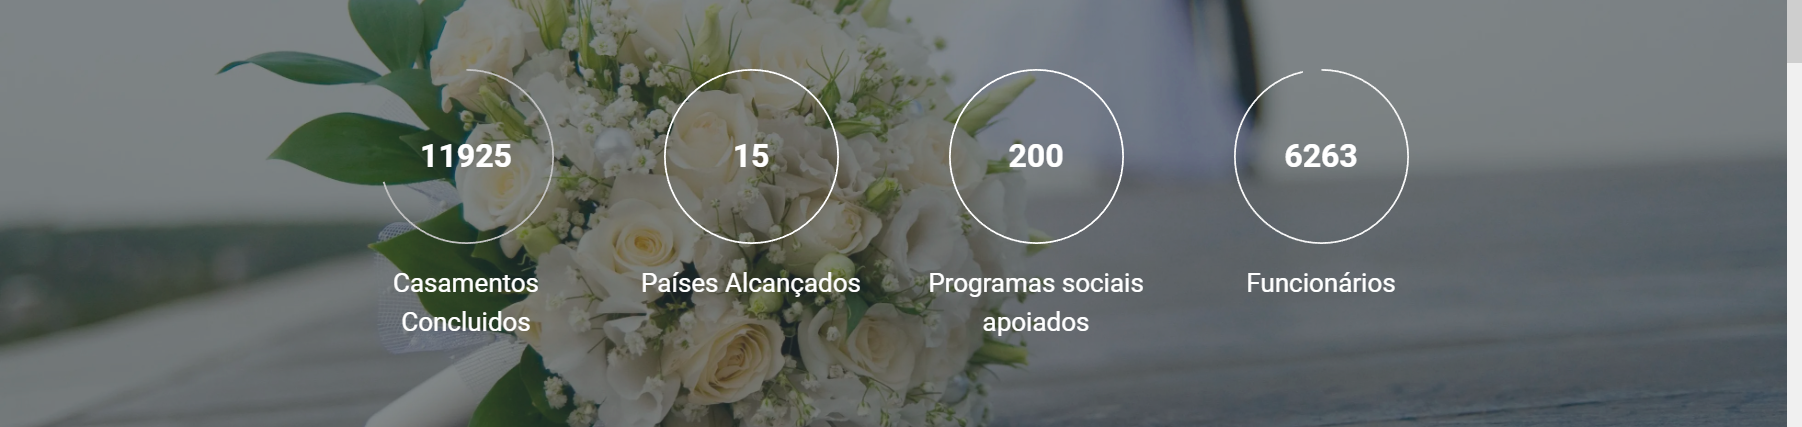 11925
Casamentos
Concluidos
15
Países Alcançados
200
Programas sociais
apoiados
6263
Funcionários